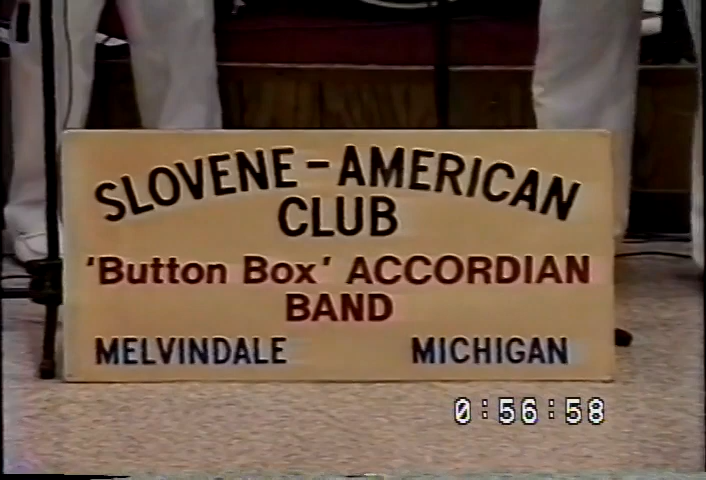 SLOVENE-AMERICAN
CLUB
'Button Box' ACCORDIAN
BAND
MELVINDALE MICHIGAN
0:56:58